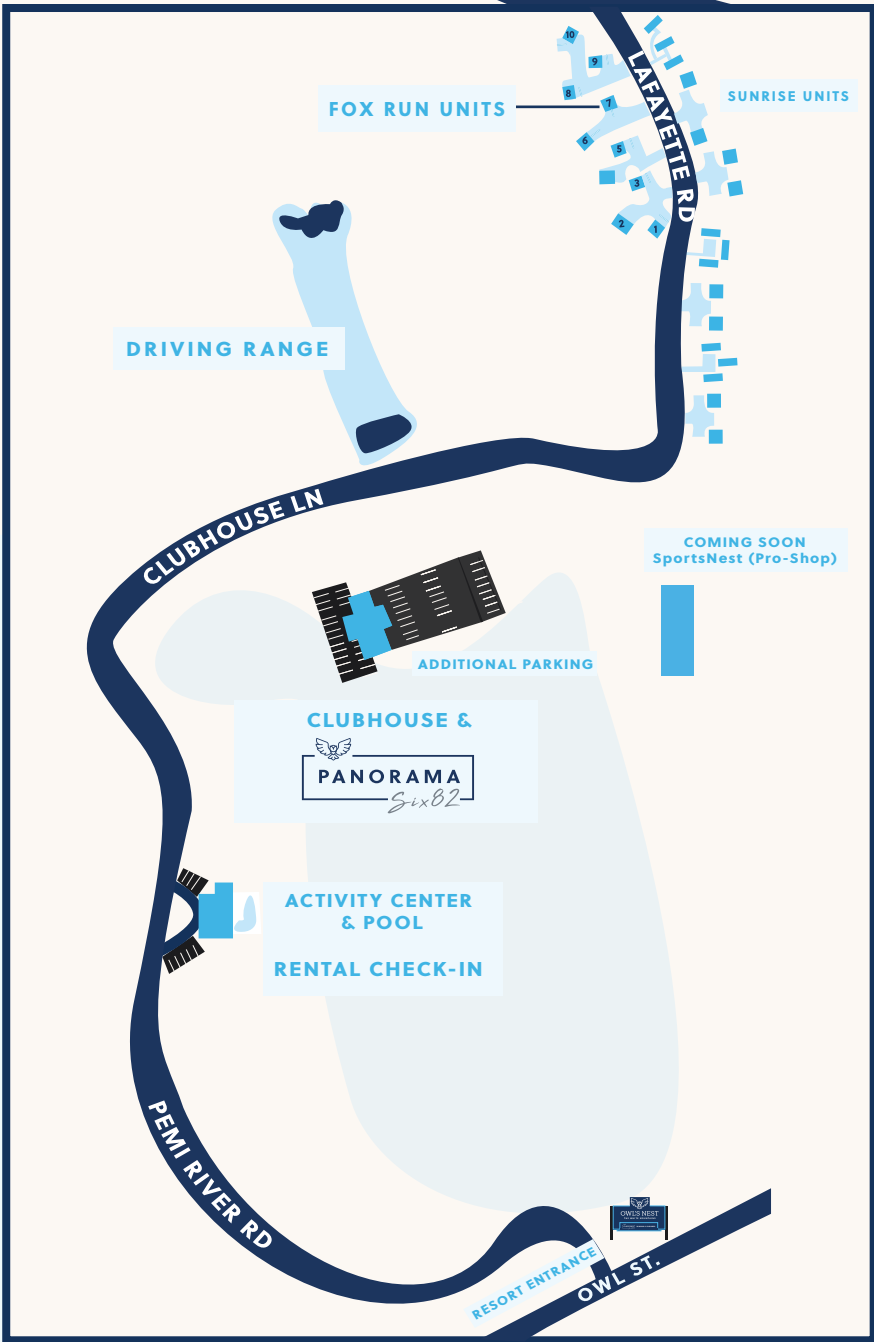 10
9
8
LAFAYETTE RD
SUNRISE UNITS
FOX RUN UNITS
7
6
5
3
2
1
DRIVING RANGE
CLUBHOUSE LN
COMING SOON
SportsNest (Pro-Shop)
ADDITIONAL PARKING
CLUBHOUSE &
PANORAMA
Six82
ACTIVITY CENTER
& POOL
RENTAL CHECK-IN
PEMI RIVER RD
OWL'S NEST
RESORT ENTRANCE
OWL ST.